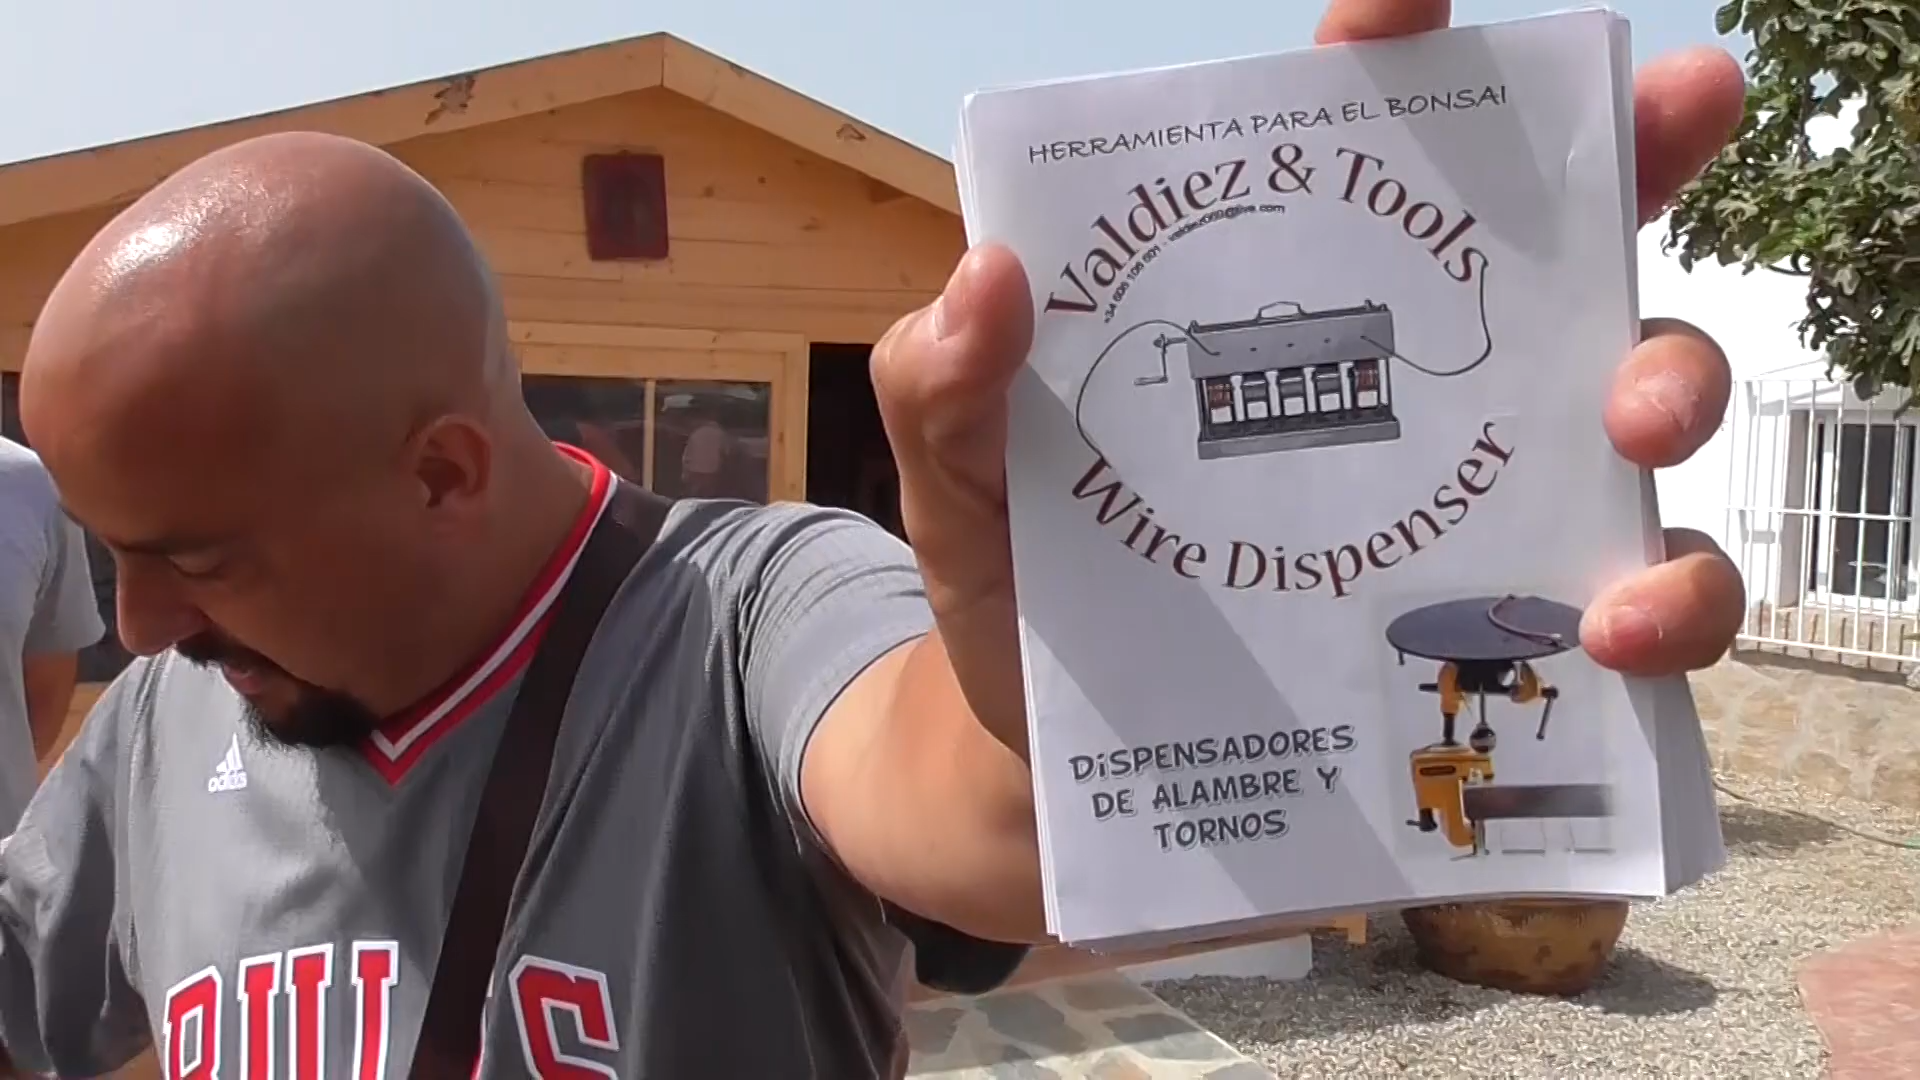 HERRAMIENTA PARA EL BONSAI
Valdiez & Tools
Wire Dispenser
DISPENSADORES
DE ALAMBRE Y
TORNOS
adidas